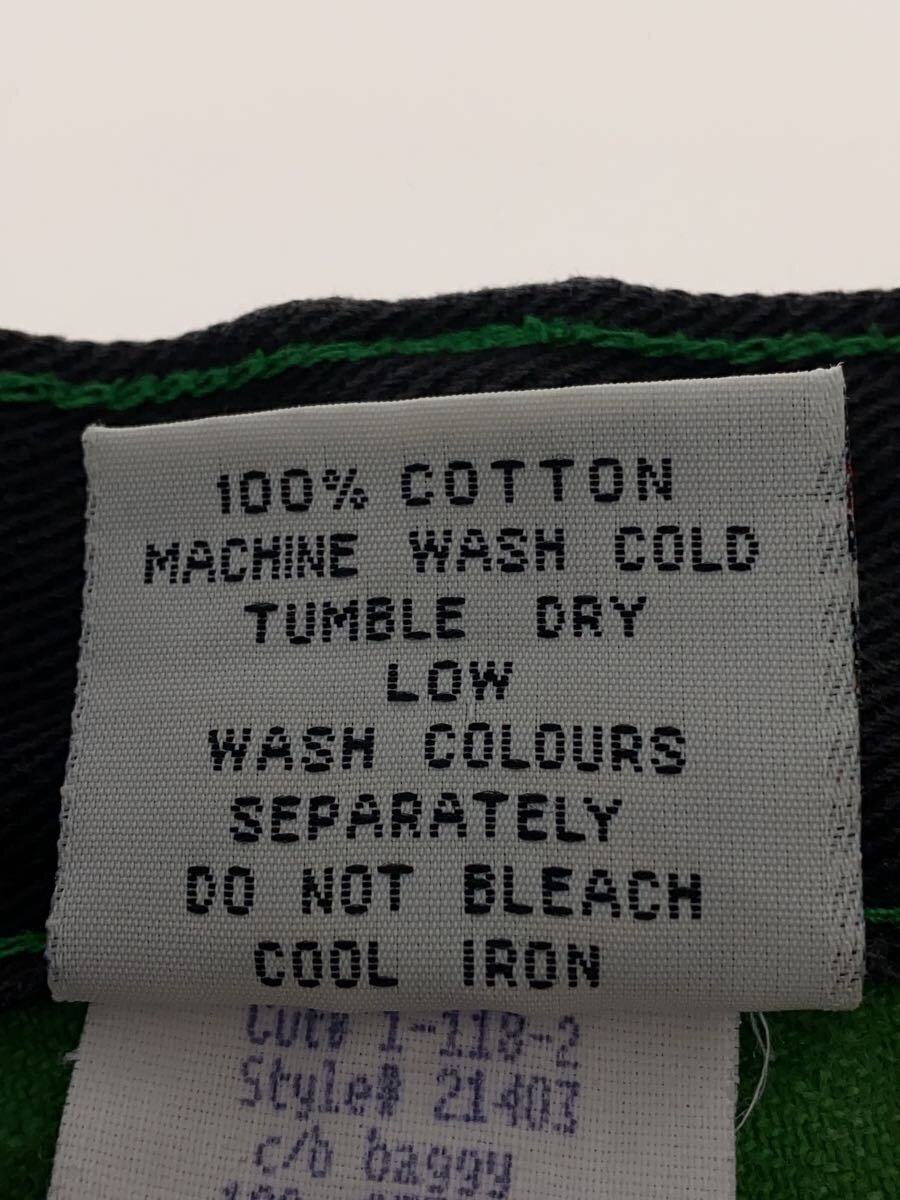 100% COTTON
MACHINE WASH COLD
TUMBLE DRY
LOW
WASH COLOURS
SEPARATELY
DO NOT BLEACH
COOL IRON
Cut# 1-118-2
Style# 21403
c/b baggy